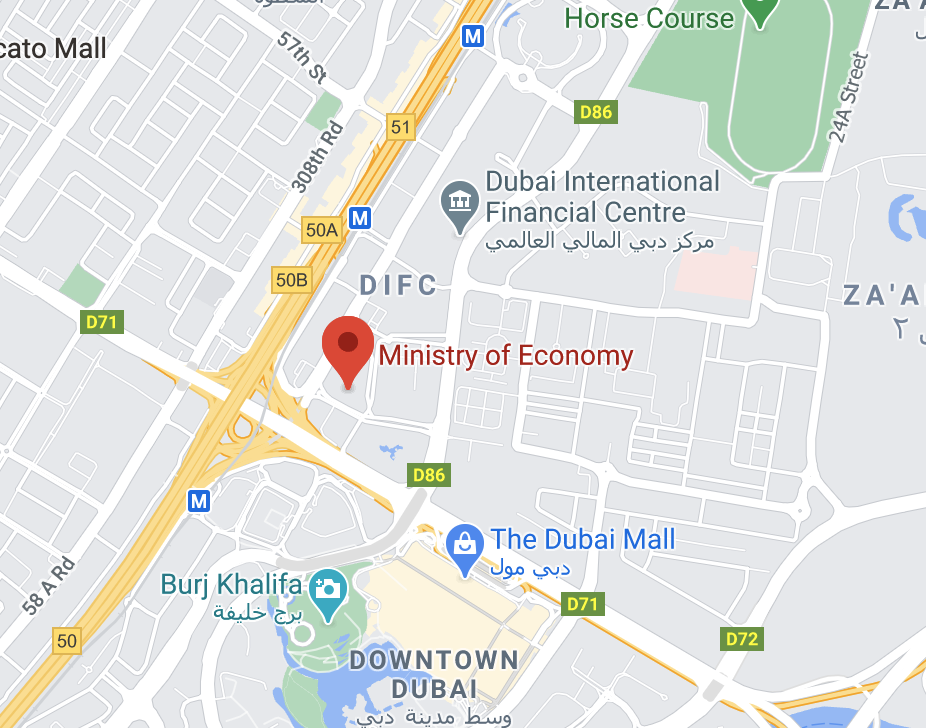 السطوة
Horse Course
ZA'A
cato Mall
M
57th St
D86
51
24A Street
308th Rd
Dubai International
Financial Centre
مركز دبي المالي العالمي
M
50A
50B
DIFC
ZA'A
٢
D71
Ministry of Economy
D86
M
The Dubai Mall
دبي مول
Burj Khalifa
برج خليفة
58 A Rd
D71
50
D72
DOWNTOWN
DUBAI
وسط مدينة دبي